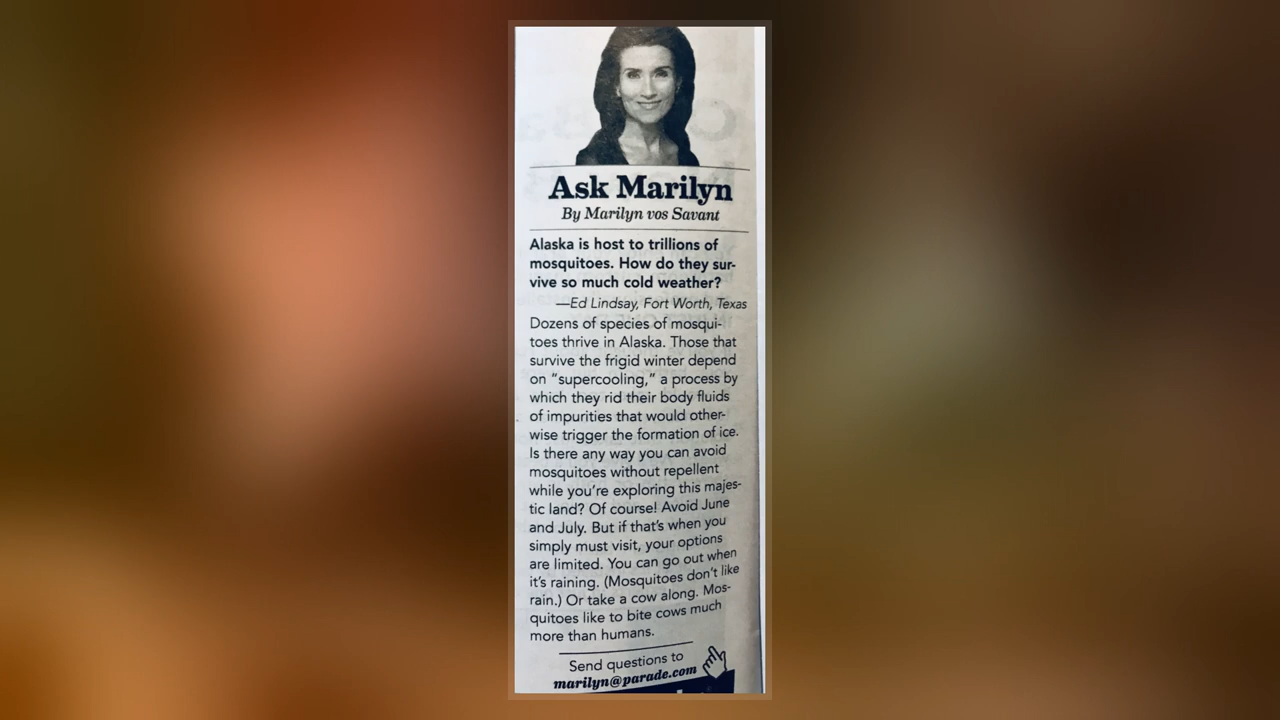 Ask Marilyn
By Marilyn vos Savant
Alaska is host to trillions of
mosquitoes. How do they sur-
vive so much cold weather?
—Ed Lindsay, Fort Worth, Texas
Dozens of species of mosqui-
toes thrive in Alaska. Those that
survive the frigid winter depend
on “supercooling,” a process by
which they rid their body fluids
of impurities that would other-
wise trigger the formation of ice.
Is there any way you can avoid
mosquitoes without repellent
while you’re exploring this majes-
tic land? Of course! Avoid June
and July. But if that’s when you
simply must visit, your options
are limited. You can go out when
it’s raining. (Mosquitoes don’t like
rain.) Or take a cow along. Mos-
quitoes like to bite cows much
more than humans.
Send questions to
marilyn@parade.com